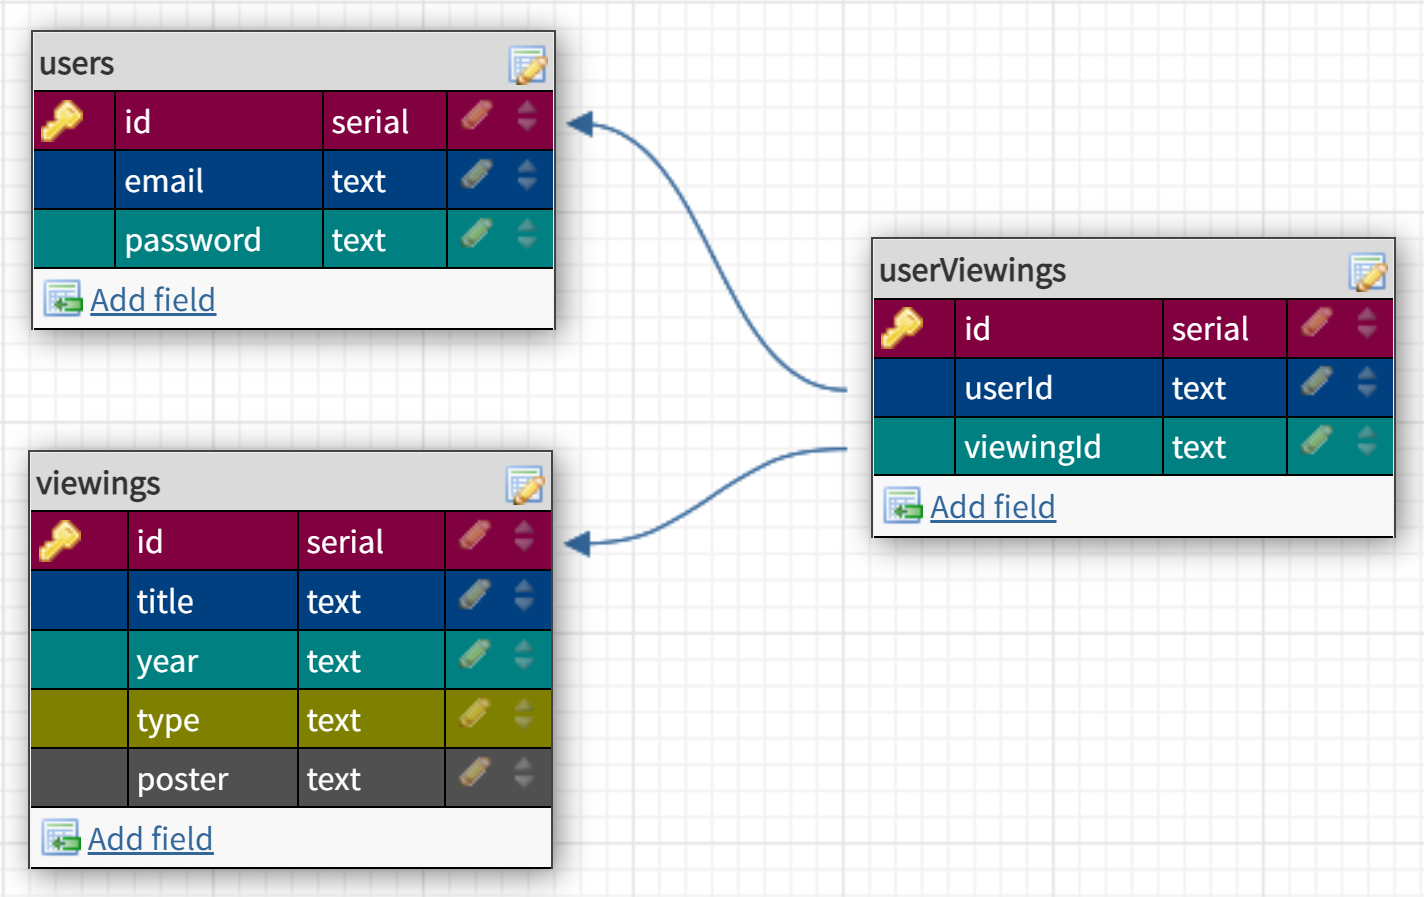 users
id serial
email text
password text
Add field
userViewings
id serial
userId text
viewingId text
Add field
viewings
id serial
title text
year text
type text
poster text
Add field